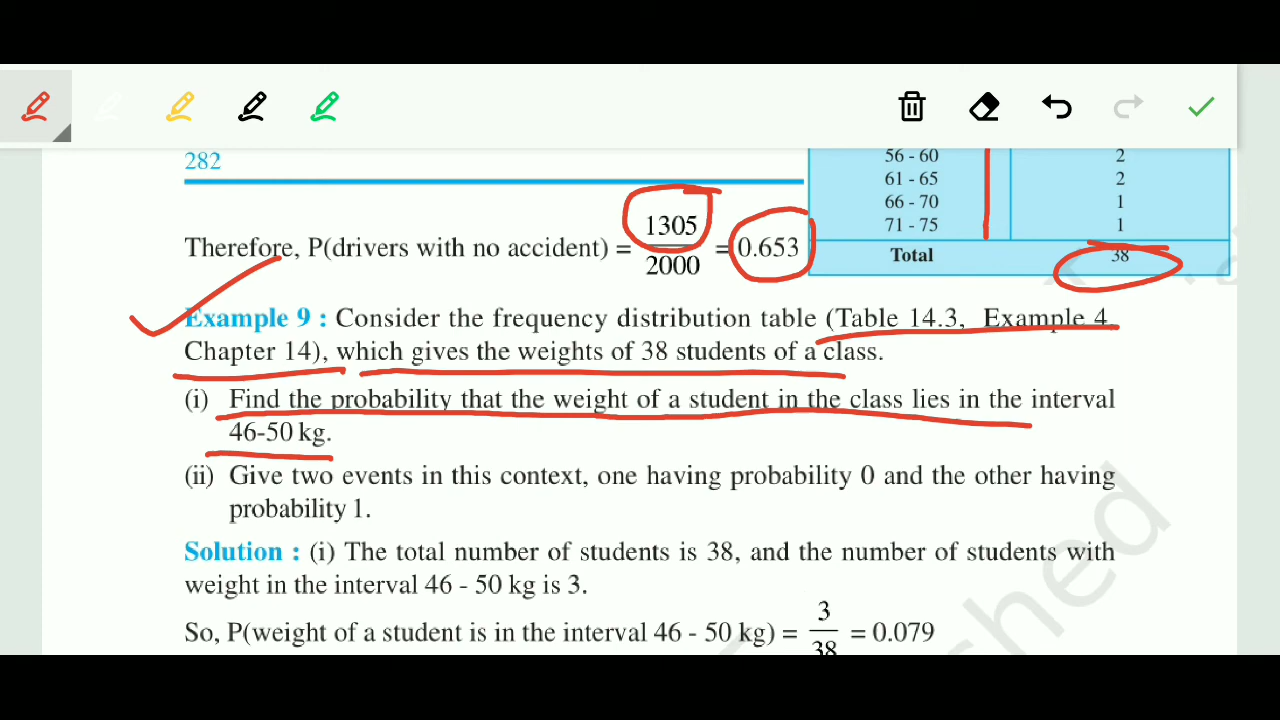 282
56 - 60 2
61 - 65 2
66 - 70 1
71 - 75 1
Total 38
Therefore, P(drivers with no accident) = 1305/2000 = 0.653
Example 9 : Consider the frequency distribution table (Table 14.3, Example 4
Chapter 14), which gives the weights of 38 students of a class.
(i) Find the probability that the weight of a student in the class lies in the interval
46-50 kg.
(ii) Give two events in this context, one having probability 0 and the other having
probability 1.
Solution : (i) The total number of students is 38, and the number of students with
weight in the interval 46 - 50 kg is 3.
So, P(weight of a student is in the interval 46 - 50 kg) = 3/38 = 0.079